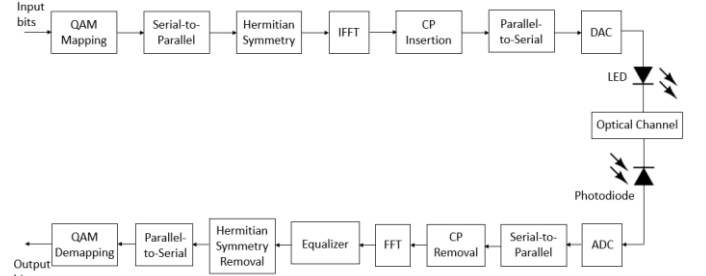 Input
bits
QAM
Mapping
Serial-to-
Parallel
Hermitian
Symmetry
IFFT
CP
Insertion
Parallel-
to-Serial
DAC
LED
Optical Channel
Photodiode
QAM
Demapping
Parallel-
to-Serial
Hermitian
Symmetry
Removal
Equalizer
FFT
CP
Removal
Serial-to-
Parallel
ADC
Output